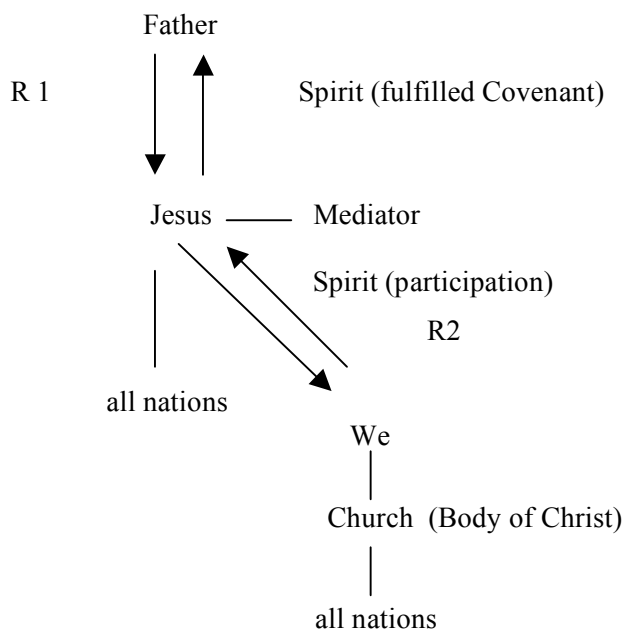 Father
R 1 Spirit (fulfilled Covenant)
Jesus Mediator
Spirit (participation)
R2
all nations
We
Church (Body of Christ)
all nations